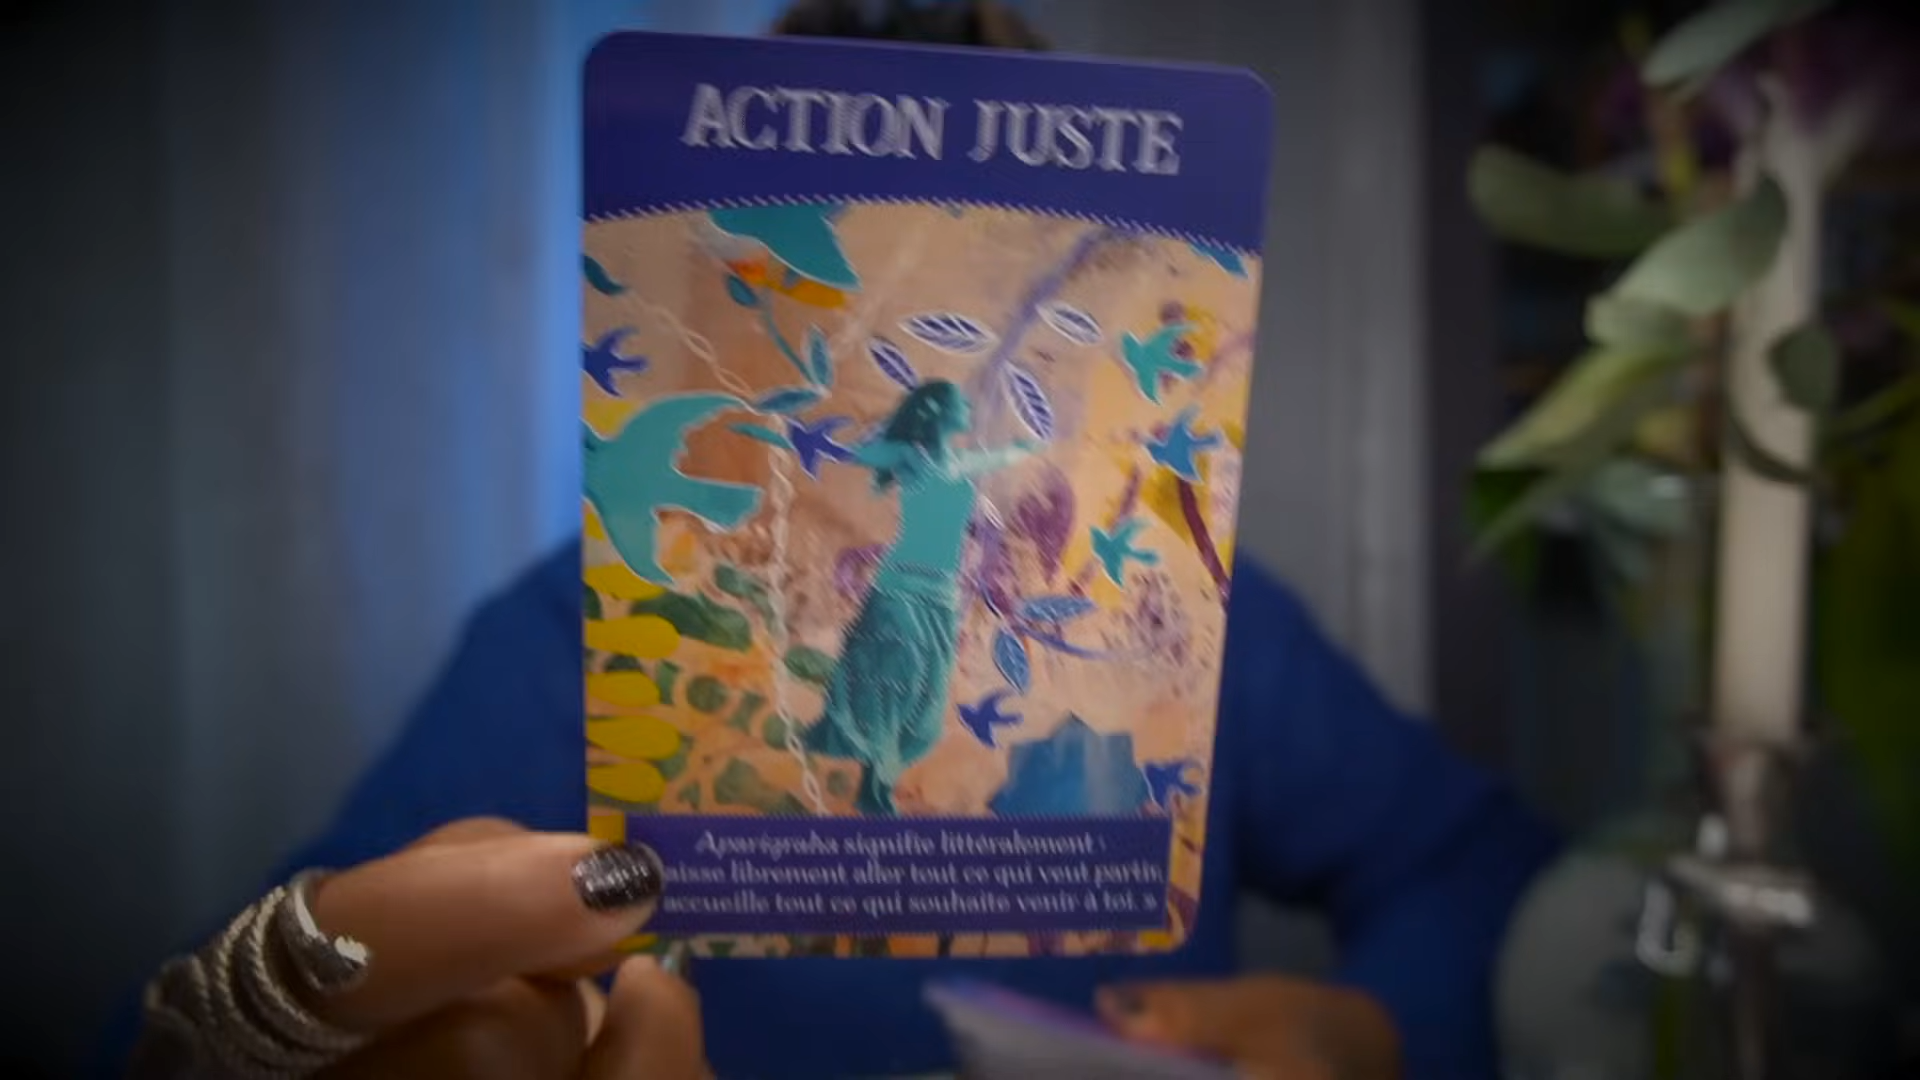 ACTION JUSTE
Aparigraha signifie littéralement :
aisse librement aller tout ce qui veut partir,
accueille tout ce qui souhaite venir à toi. »